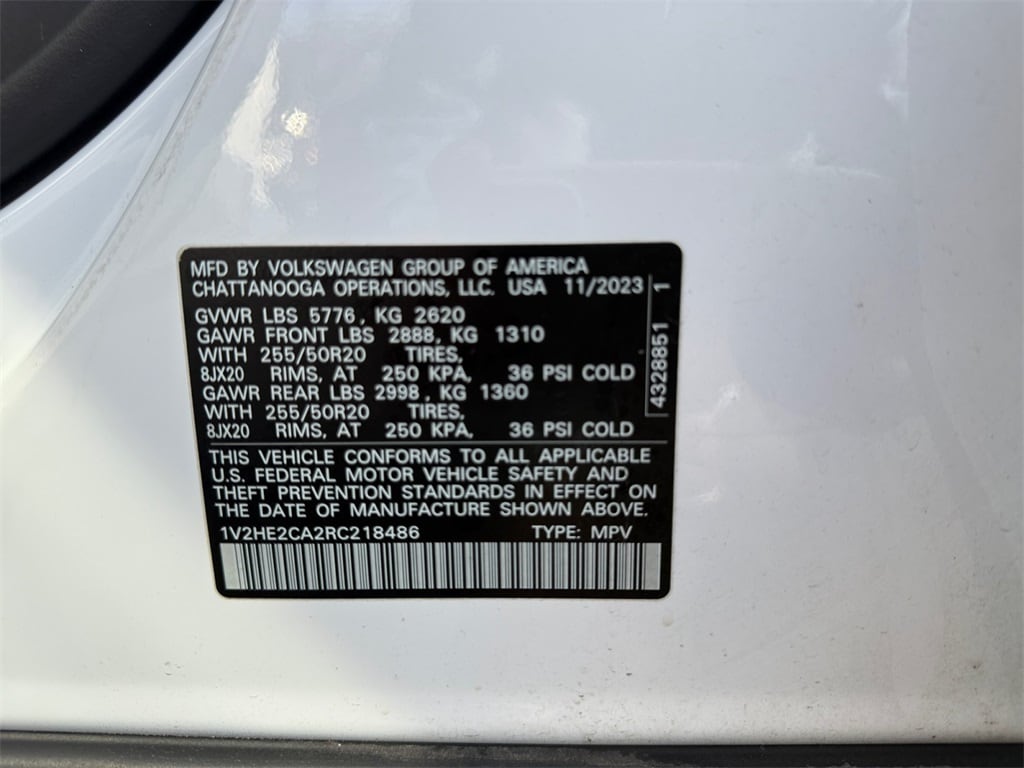 MFD BY VOLKSWAGEN GROUP OF AMERICA
CHATTANOOGA OPERATIONS, LLC. USA 11/2023
GVWR LBS 5776, KG 2620
GAWR FRONT LBS 2888, KG 1310
WITH 255/50R20 TIRES,
8JX20 RIMS, AT 250 KPA, 36 PSI COLD
GAWR REAR LBS 2998, KG 1360
WITH 255/50R20 TIRES,
8JX20 RIMS, AT 250 KPA, 36 PSI COLD
4328851 1
THIS VEHICLE CONFORMS TO ALL APPLICABLE
U.S. FEDERAL MOTOR VEHICLE SAFETY AND
THEFT PREVENTION STANDARDS IN EFFECT ON
THE DATE OF MANUFACTURE SHOWN ABOVE.
1V2HE2CA2RC218486 TYPE: MPV